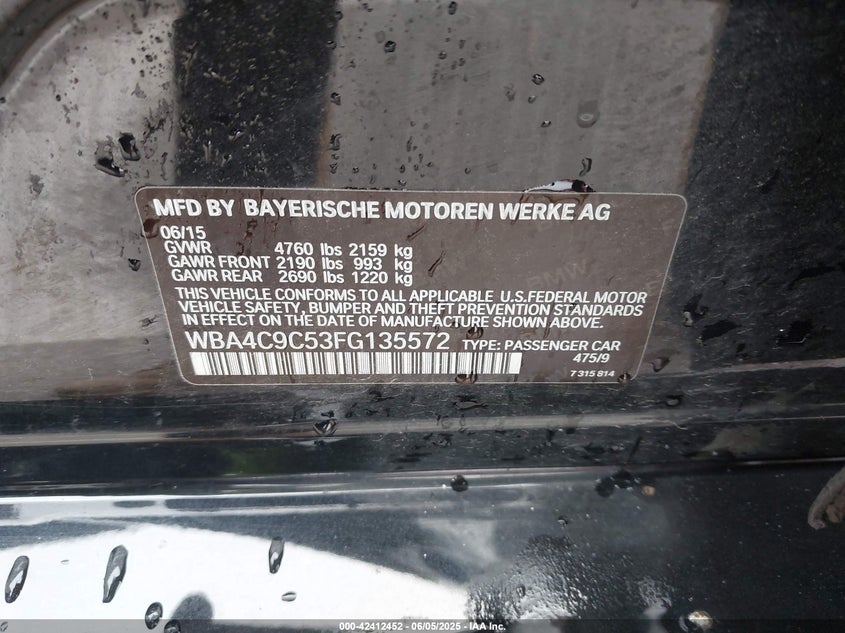 MFD BY BAYERISCHE MOTOREN WERKE AG
06/15
GVWR 4760 lbs 2159 kg
GAWR FRONT 2190 lbs 993 kg
GAWR REAR 2690 lbs 1220 kg
THIS VEHICLE CONFORMS TO ALL APPLICABLE U.S.FEDERAL MOTOR
VEHICLE SAFETY, BUMPER AND THEFT PREVENTION STANDARDS
IN EFFECT ON THE DATE OF MANUFACTURE SHOWN ABOVE.
WBA4C9C53FG135572 TYPE: PASSENGER CAR
475/9
7 315 814
000-42412452 - 06/05/2025 - IAA Inc.